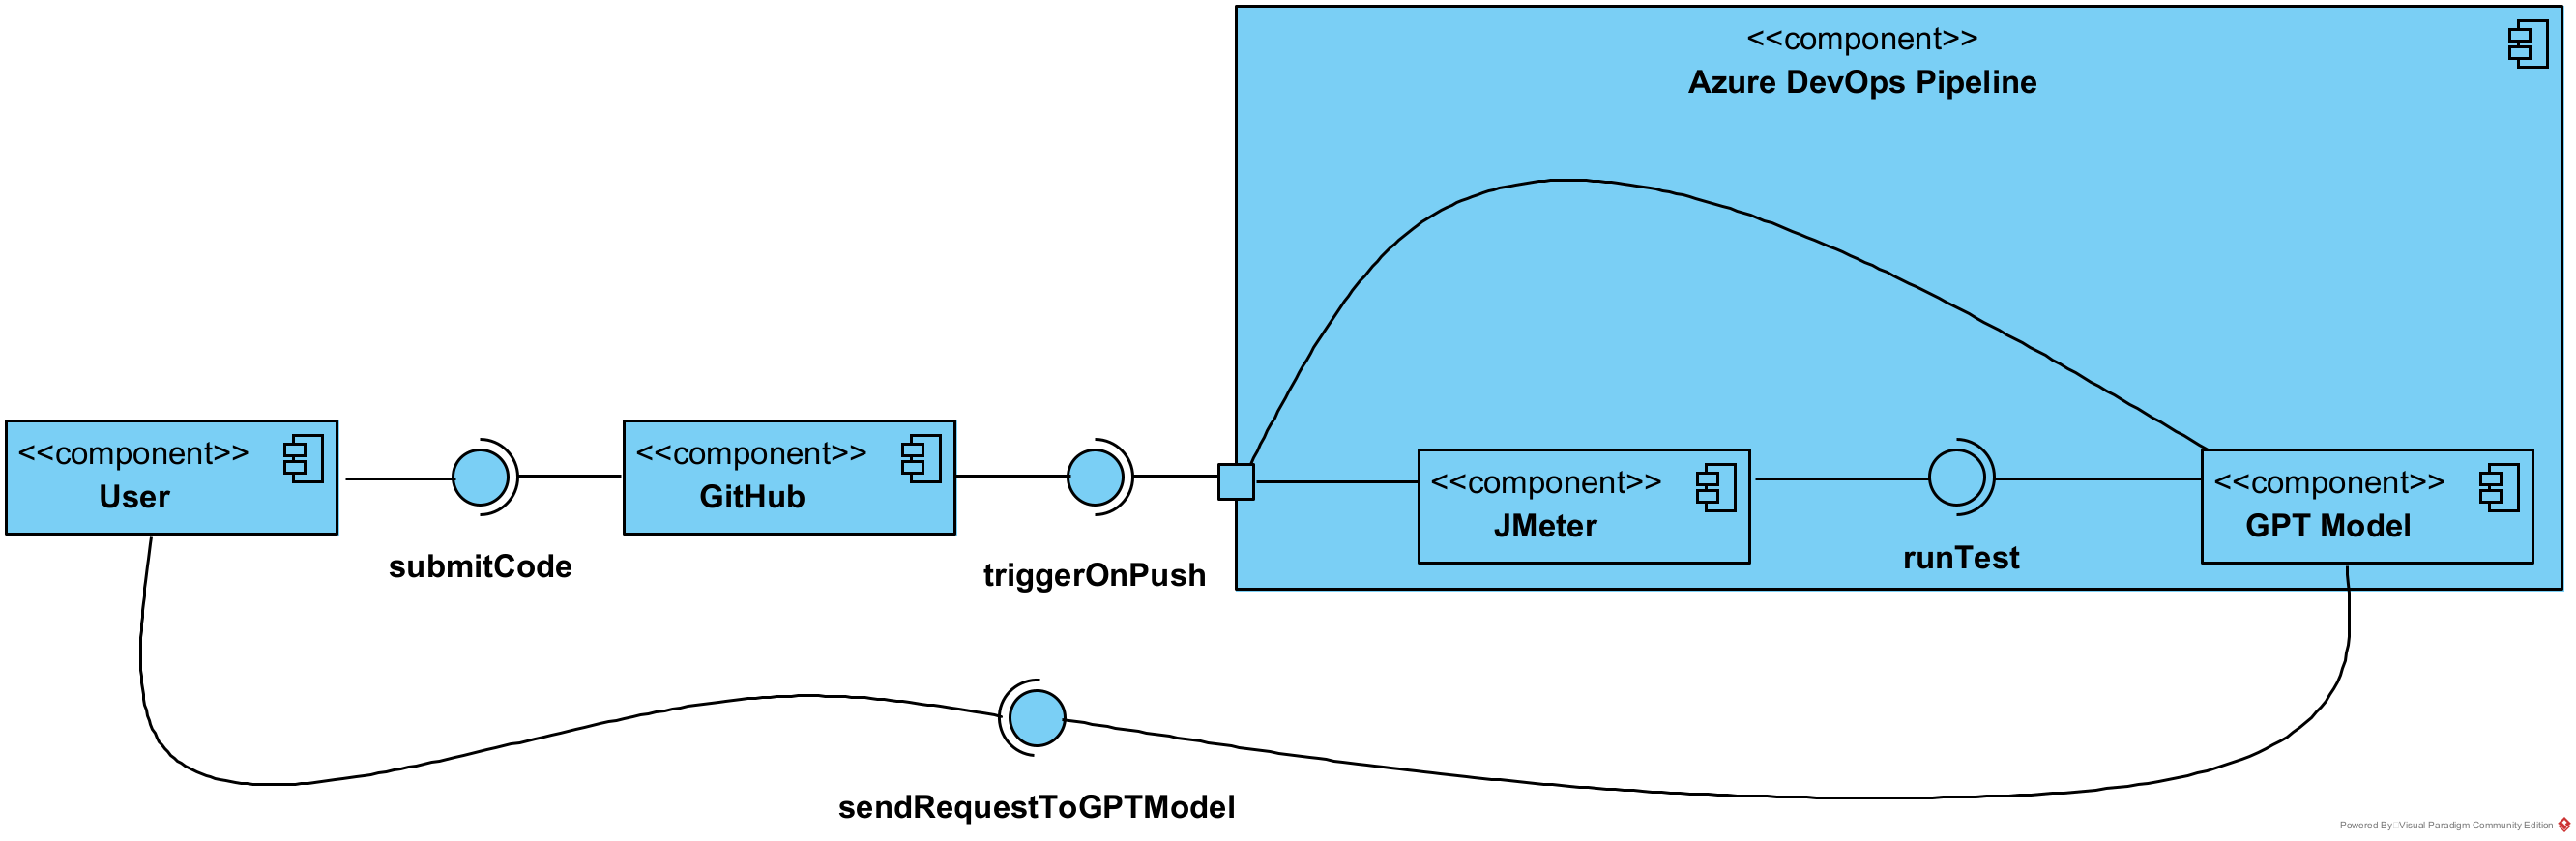 <<component>>
Azure DevOps Pipeline
<<component>>
User
submitCode
<<component>>
GitHub
triggerOnPush
<<component>>
JMeter
runTest
<<component>>
GPT Model
sendRequestToGPTModel
Powered By Visual Paradigm Community Edition